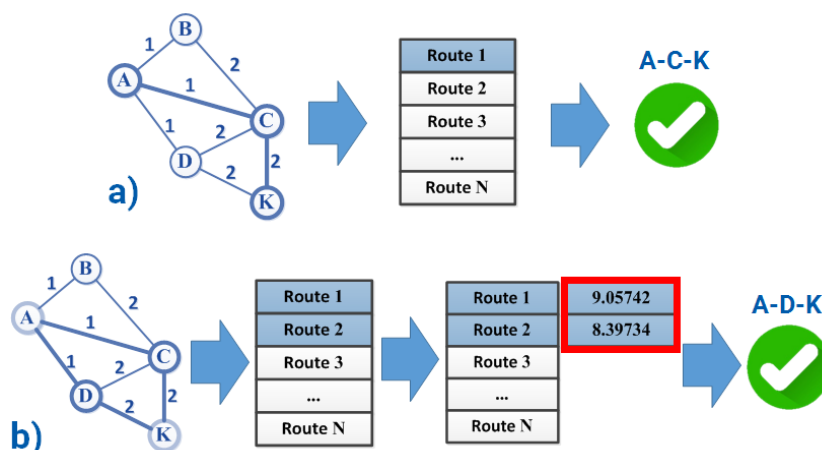 B
1
2
A
1
C
1
2
2
D
2
K
a)
Route 1
Route 2
Route 3
...
Route N
A-C-K
B
1
2
A
1
C
1
2
2
D
2
K
b)
Route 1
Route 2
Route 3
...
Route N
Route 1
9.05742
Route 2
8.39734
Route 3
...
Route N
A-D-K